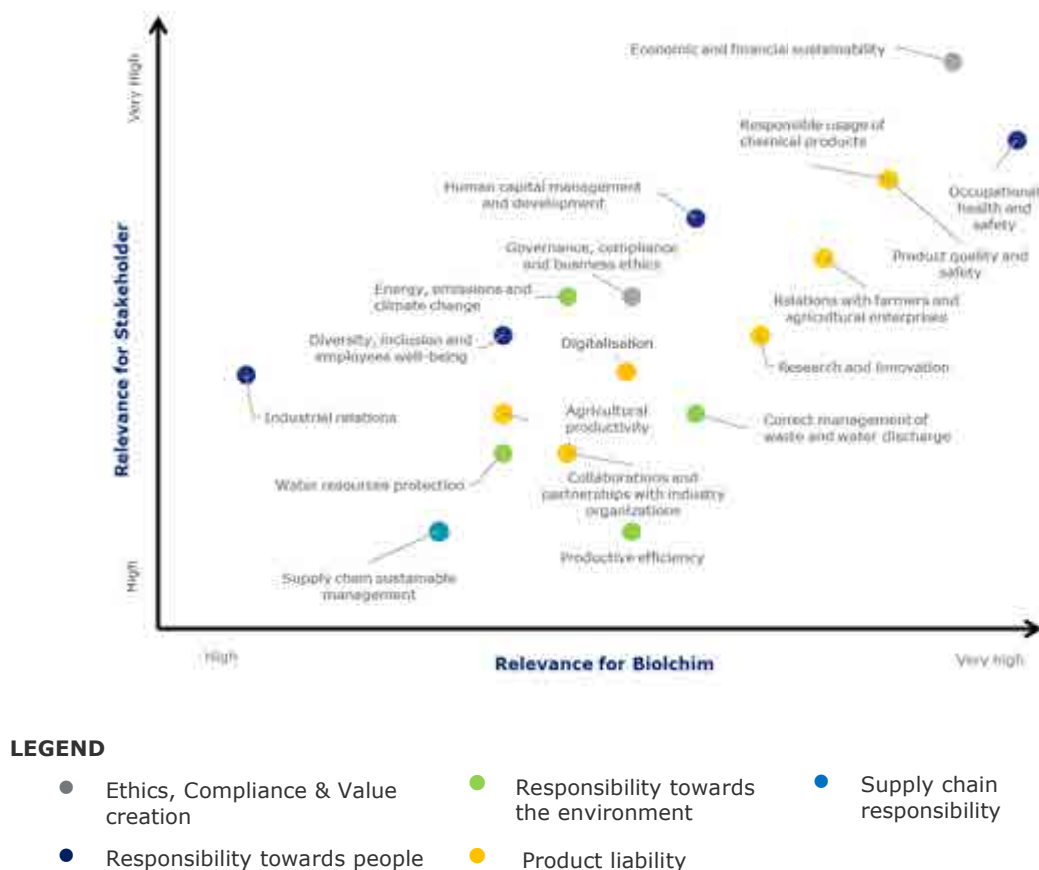 Very High
Economic and financial sustainability
Responsible usage of
chemical products
Human capital management
and development
Occupational
health and
safety
Governance, compliance
and business ethics
Product quality and
safety
Energy, emissions and
climate change
Relations with farmers and
agricultural enterprises
Diversity, inclusion and
employees well-being
Digitalisation
Research and Innovation
Relevance for Stakeholder
Industriel relations
Agricultural
productivity
Correct management of
waste and water discharge
Water resourses protection
Collaborations and
partnerships with industry
organizations
Productive efficiency
Supply chain sustainable
management
High
High
Relevance for Biolchim
Very high
LEGEND
Ethics, Compliance & Value
creation
Responsibility towards
the environment
Supply chain
responsibility
Responsibility towards people
Product liability